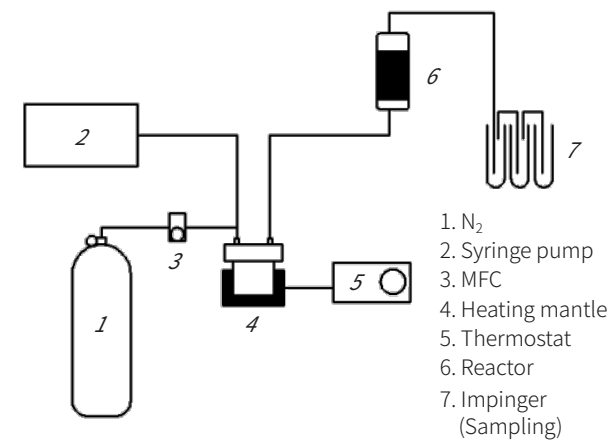 6
2
7
3
5
1
4
1. N₂
2. Syringe pump
3. MFC
4. Heating mantle
5. Thermostat
6. Reactor
7. Impinger
(Sampling)